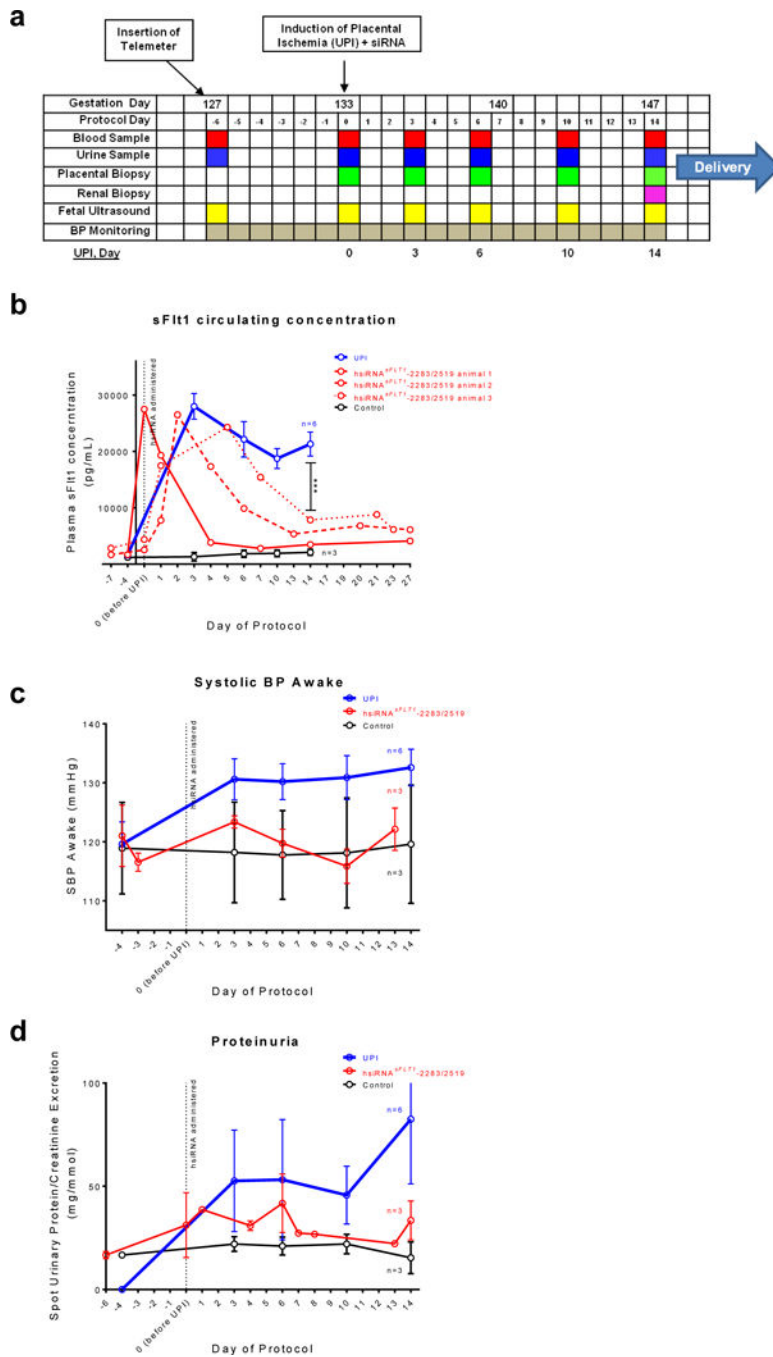 a
Insertion of
Telemeter
Induction of Placental
Ischemia (UPI) + siRNA
Gestation Day 127 133 140 147
Protocol Day -6 -5 -4 -3 -2 -1 0 1 2 3 4 5 6 7 8 9 10 11 12 13 14
Blood Sample
Urine Sample
Placental Biopsy
Renal Biopsy
Fetal Ultrasound
BP Monitoring
Delivery
UPI, Day 0 3 6 10 14
b
sFlt1 circulating concentration
UPI
hsiRNAsFLT1-2283/2519 animal 1
hsiRNAsFLT1-2283/2519 animal 2
hsiRNAsFLT1-2283/2519 animal 3
Control
Plasma sFlt1 concerntration
(pg/mL)
30000
20000
10000
hsiRNA administered
n=6
***
n=3
-7 -4 0 (before UPI) 1 2 3 4 5 6 7 10 13 14 17 19 20 21 23 27
Day of Protocol
c
Systolic BP Awake
UPI
hsiRNAsFLT1-2283/2519
Control
SBP Awake (mmHg)
140
130
120
110
hsiRNA administered
n=6
n=3
n=3
-4 -3 -2 -1 0 (before UPI) 1 2 3 4 5 6 7 8 9 10 11 12 13 14
Day of Protocol
d
Proteinuria
UPI
hsiRNAsFLT1-2283/2519
Control
Spot Urinary Protein/Creatinine Excretion
(mg/mmol)
100
50
0
hsiRNA administered
n=6
n=3
n=3
-6 -4 -2 -1 0 (before UPI) 1 2 3 4 5 6 7 8 9 10 11 12 13 14
Day of Protocol